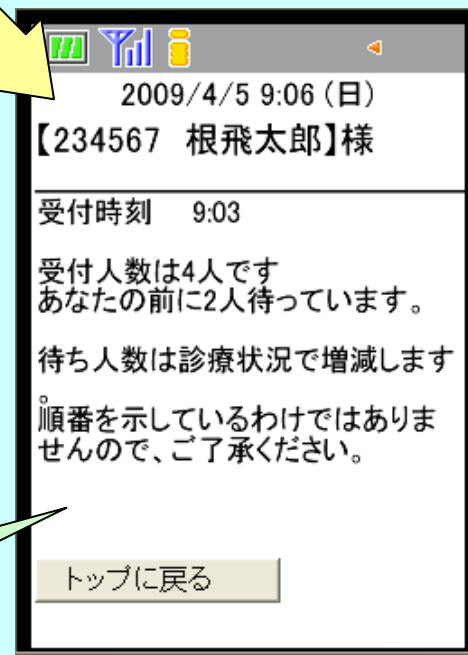 2009/4/5 9:06 (日)
【234567 根飛太郎】様
受付時刻 9:03
受付人数は4人です
あなたの前に2人待っています。
待ち人数は診療状況で増減します
。
順番を示しているわけではありま
せんので、ご了承ください。
トップに戻る